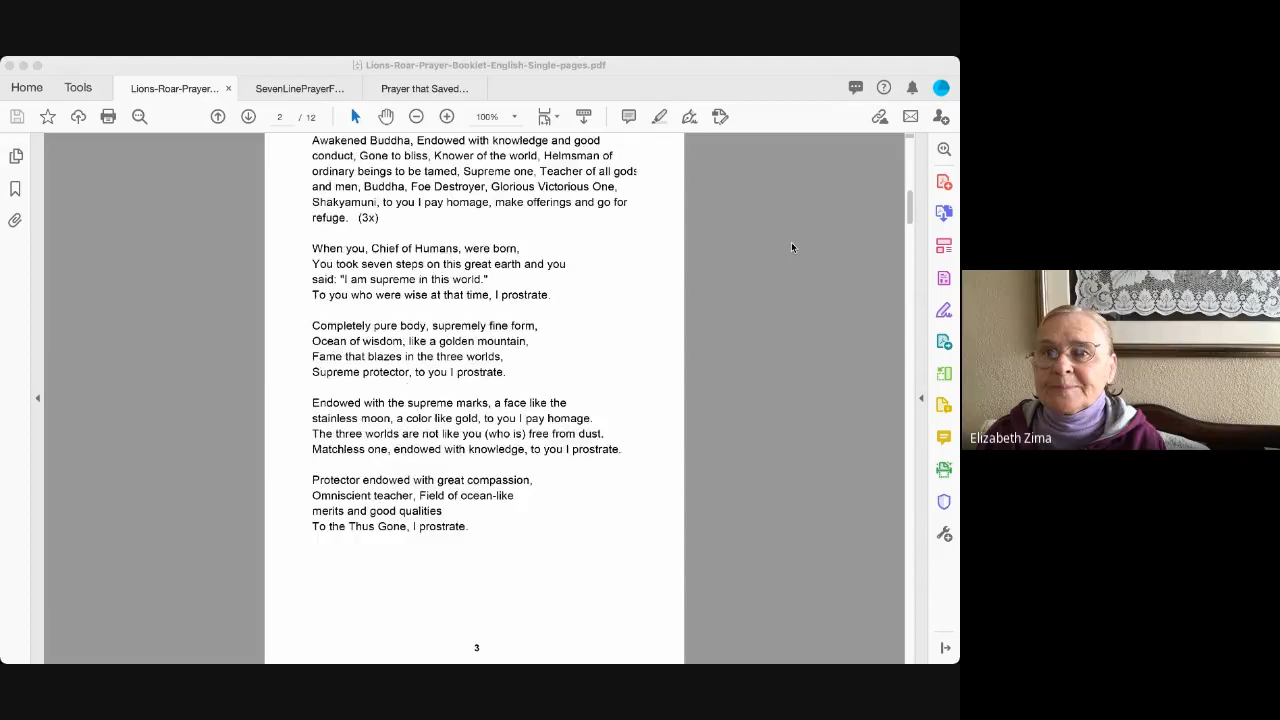 Lions-Roar-Prayer-Booklet-English-Single-pages.pdf
Home
Tools
Lions-Roar-Prayer...
SevenLinePrayerF...
Prayer that Saved...
2 / 12
100%
Awakened Buddha, Endowed with knowledge and good
conduct, Gone to bliss, Knower of the world, Helmsman of
ordinary beings to be tamed, Supreme one, Teacher of all gods
and men, Buddha, Foe Destroyer, Glorious Victorious One,
Shakyamuni, to you I pay homage, make offerings and go for
refuge. (3x)
When you, Chief of Humans, were born,
You took seven steps on this great earth and you
said: "I am supreme in this world."
To you who were wise at that time, I prostrate.
Completely pure body, supremely fine form,
Ocean of wisdom, like a golden mountain,
Fame that blazes in the three worlds,
Supreme protector, to you I prostrate.
Endowed with the supreme marks, a face like the
stainless moon, a color like gold, to you I pay homage.
The three worlds are not like you (who is) free from dust.
Matchless one, endowed with knowledge, to you I prostrate.
Protector endowed with great compassion,
Omniscient teacher, Field of ocean-like
merits and good qualities
To the Thus Gone, I prostrate.
3
Elizabeth Zima